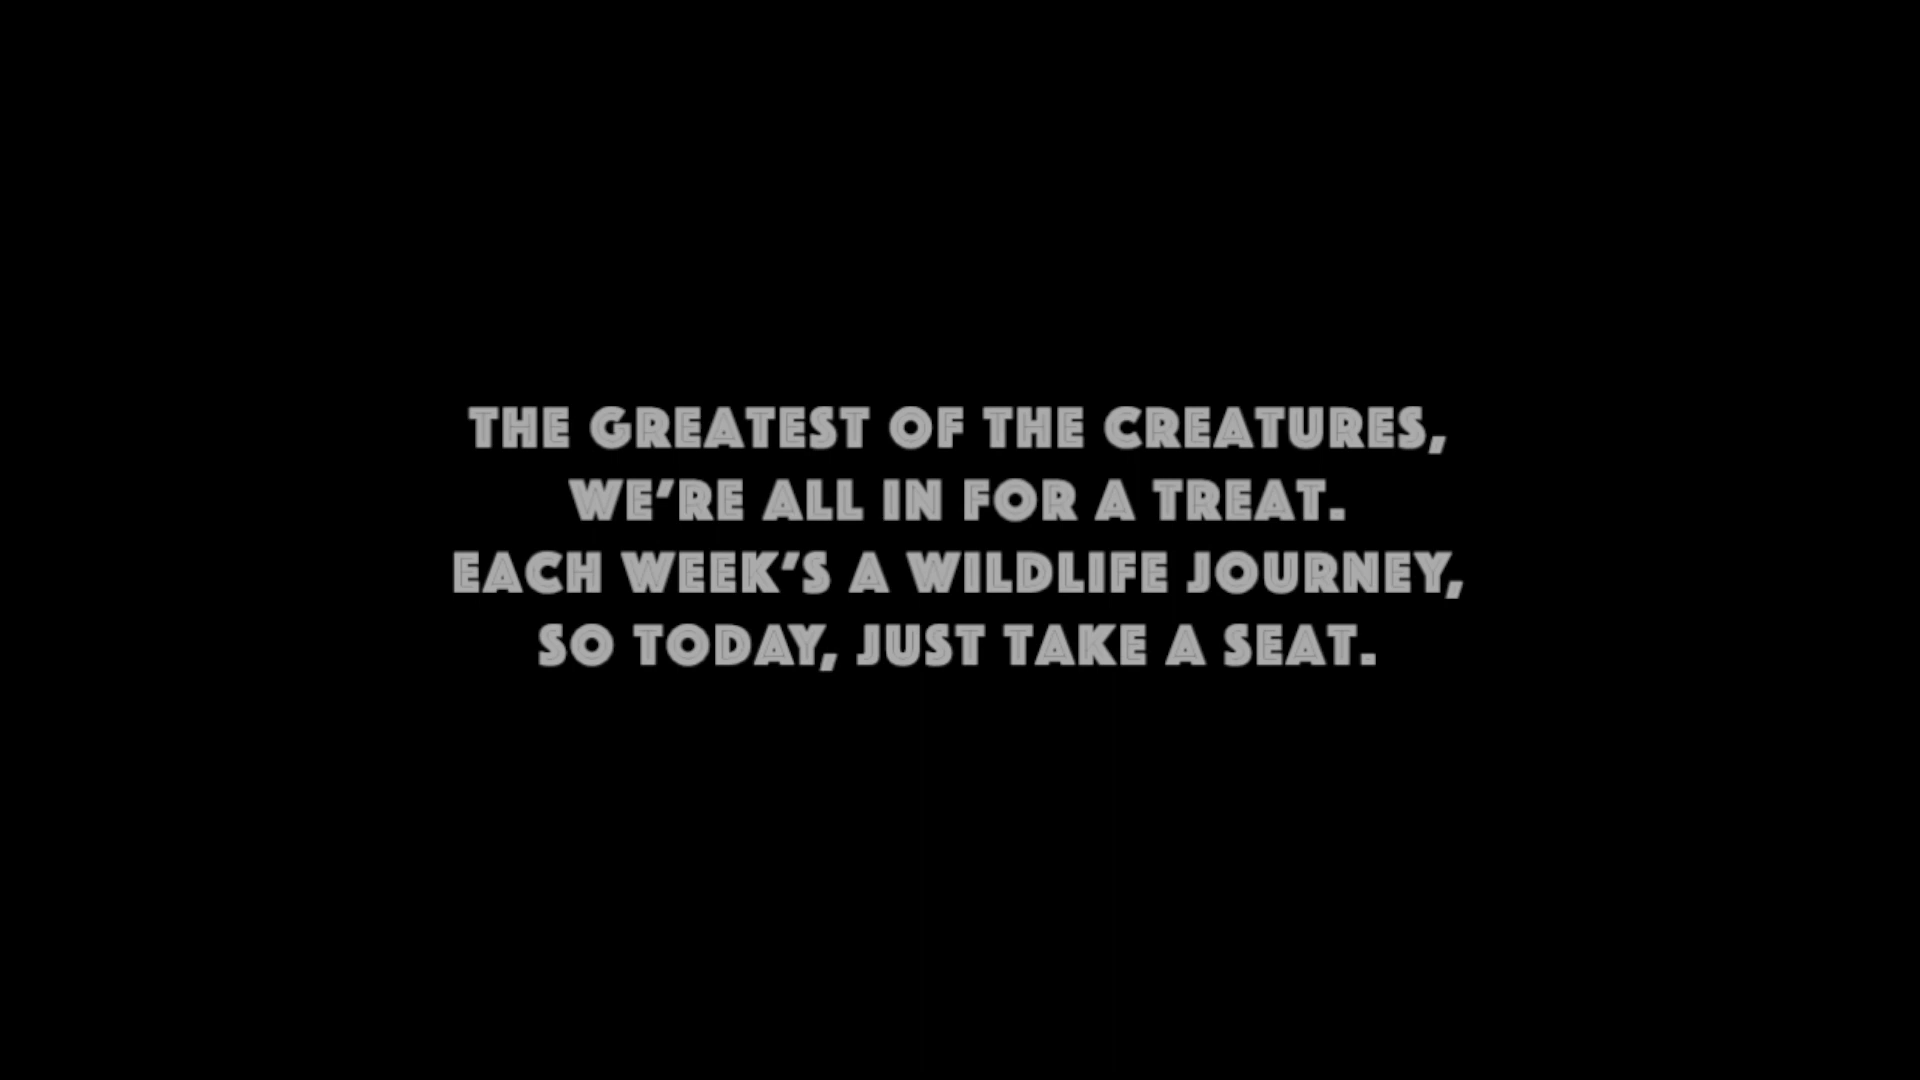 THE GREATEST OF THE CREATURES,
WE’RE ALL IN FOR A TREAT.
EACH WEEK’S A WILDLIFE JOURNEY,
SO TODAY, JUST TAKE A SEAT.